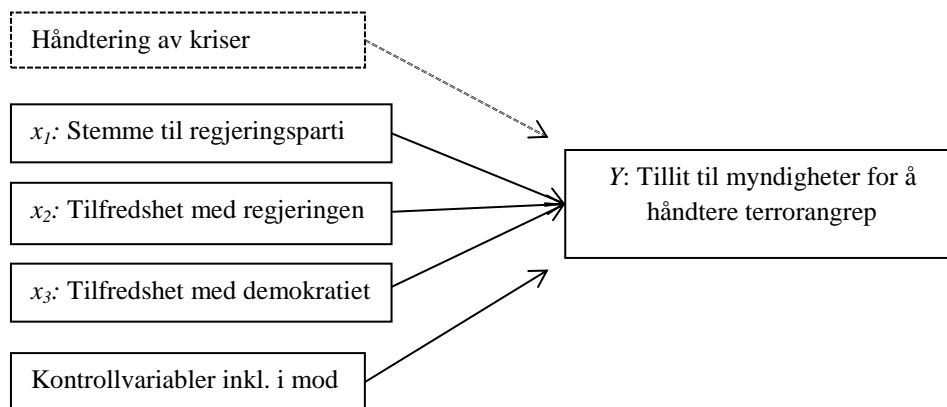 Håndtering av kriser
x₁: Stemme til regjeringsparti
x₂: Tilfredshet med regjeringen
x₃: Tilfredshet med demokratiet
Kontrollvariabler inkl. i mod
Y: Tillit til myndigheter for å
håndtere terrorangrep